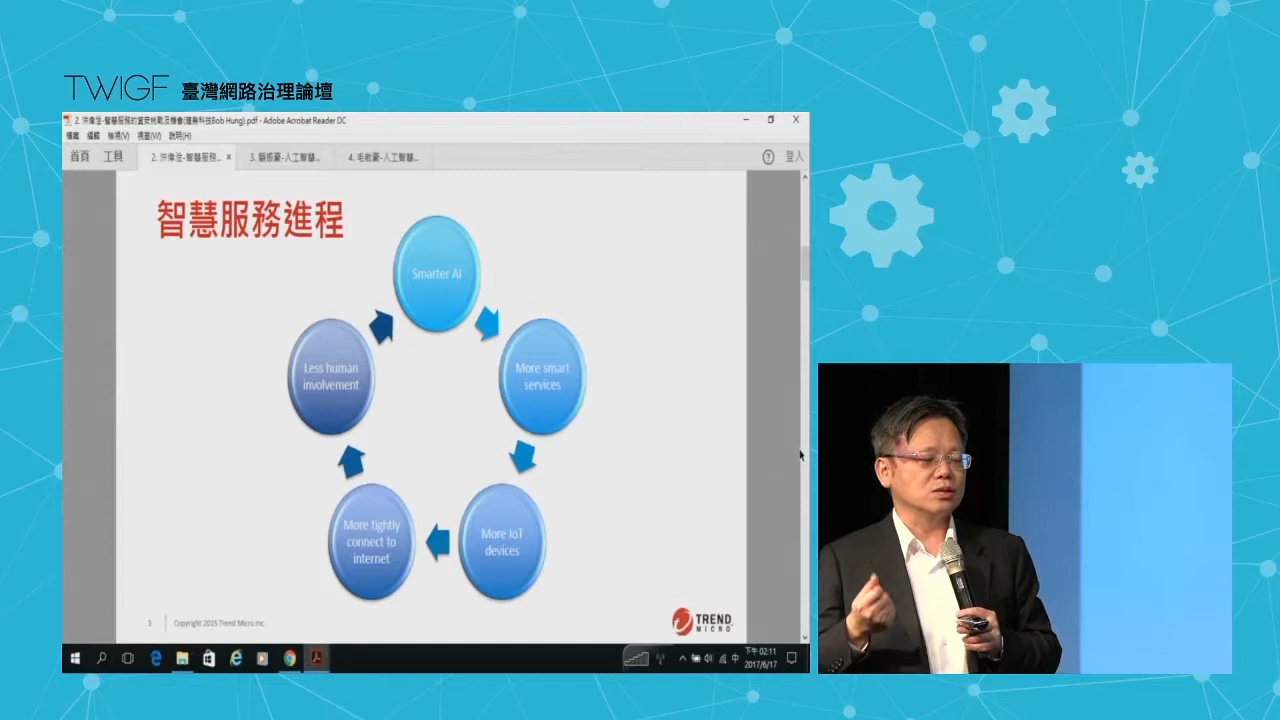 TWIGF 臺灣網路治理論壇
2. 洪偉淦-智慧服務的資安挑戰及機會(趨勢科技Bob Hung).pdf - Adobe Acrobat Reader DC
檔案 編輯 檢視(V) 視窗(W) 說明(H)
首頁 工具 2. 洪偉淦-智慧服務... × 3. 人工智慧... 4. 毛敬豪-人工智慧... ? 登入
智慧服務進程
Smarter AI
More smart
services
More IoT
devices
More tightly
connect to
internet
Less human
involvement
3 Copyright 2015 Trend Micro Inc.
TREND
MICRO
中 下午 02:11
2017/6/17